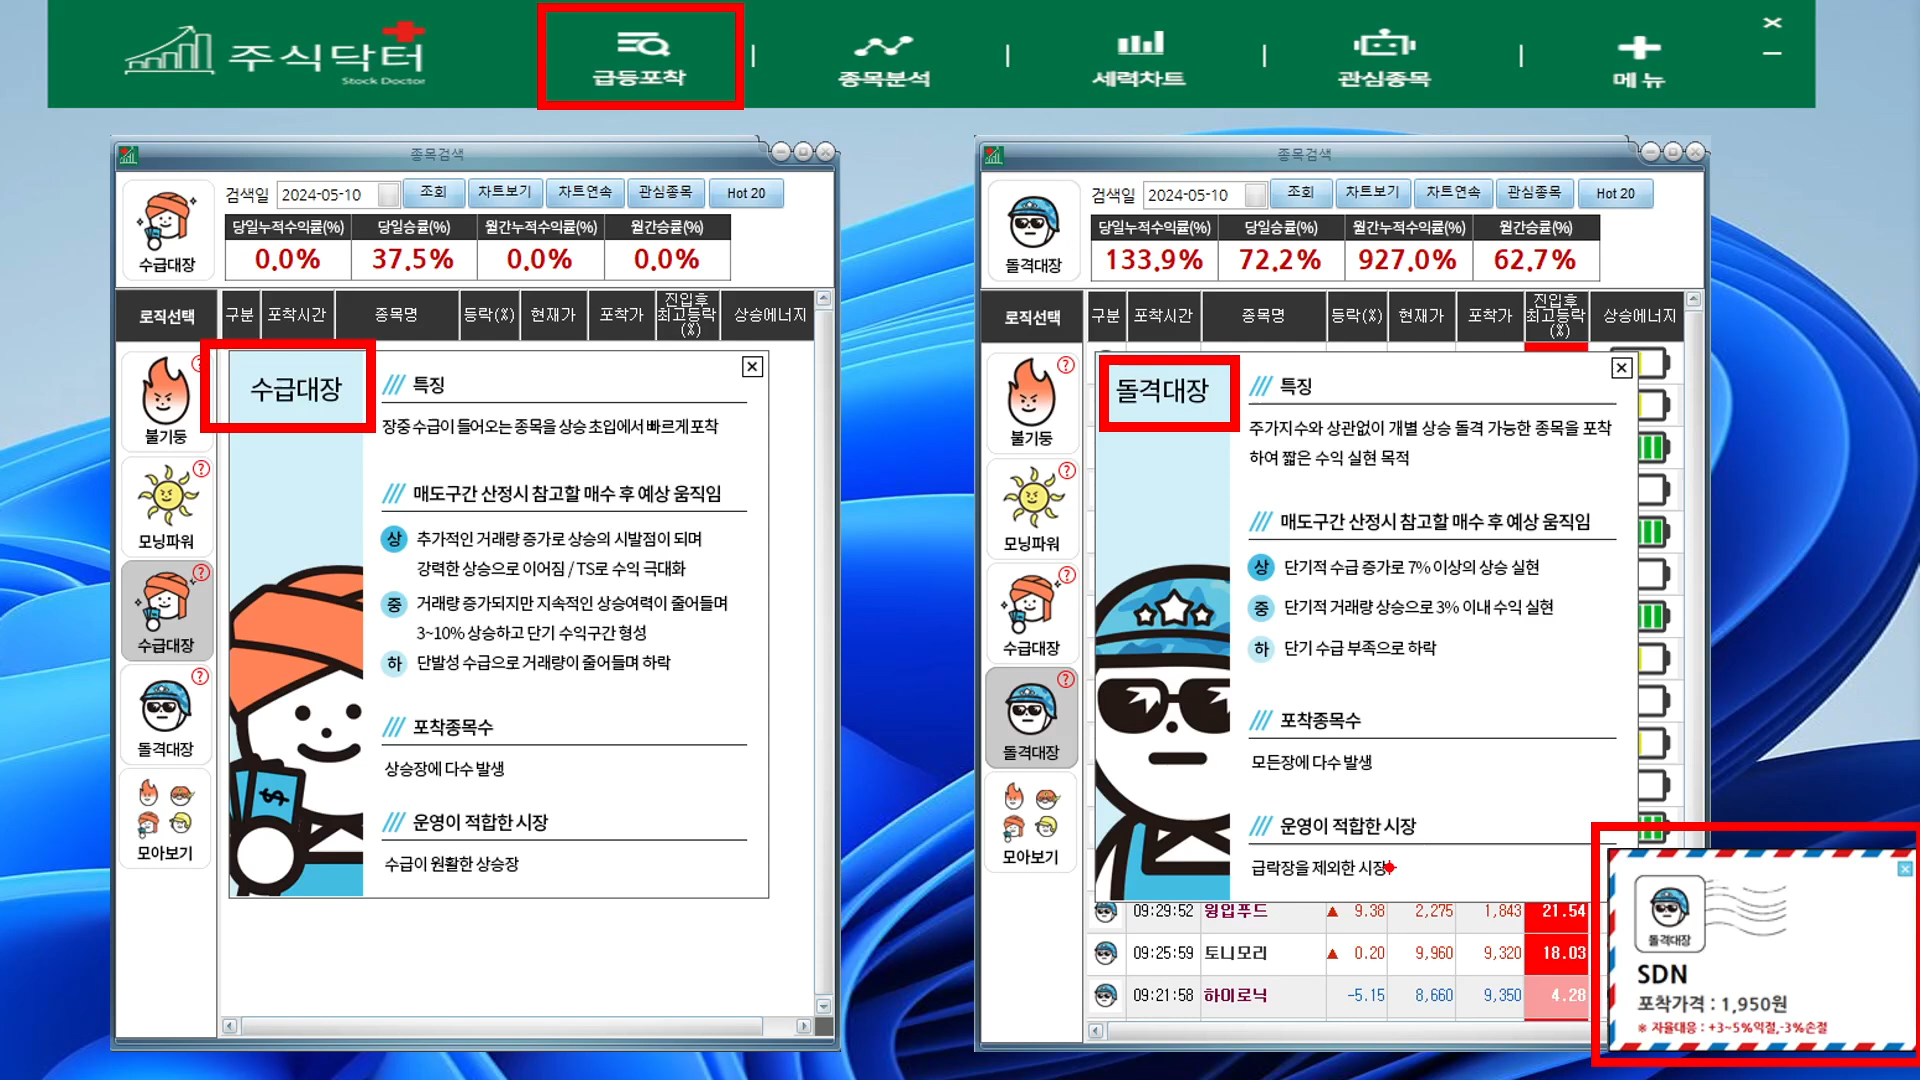 주식닥터
Stock Doctor
급등포착
종목분석
세력차트
관심종목
메뉴
종목검색
수급대장
검색일 2024-05-10 조회 차트보기 차트연속 관심종목 Hot 20
당일누적수익률(%) 당일승률(%) 월간누적수익률(%) 월간승률(%)
0.0% 37.5% 0.0% 0.0%
로직선택 구분 포착시간 종목명 등락(%) 현재가 포착가 진입후 최고등락 (%) 상승에너지
불기둥
모닝파워
수급대장
돌격대장
모아보기
수급대장
/// 특징
장중 수급이 들어오는 종목을 상승 초입에서 빠르게 포착
/// 매도구간 산정시 참고할 매수 후 예상 움직임
상 추가적인 거래량 증가로 상승의 시발점이 되며
강력한 상승으로 이어짐 / TS로 수익 극대화
중 거래량 증가되지만 지속적인 상승여력이 줄어들며
3~10% 상승하고 단기 수익구간 형성
하 단발성 수급으로 거래량이 줄어들며 하락
/// 포착종목수
상승장에 다수 발생
/// 운영이 적합한 시장
수급이 원활한 상승장
종목검색
돌격대장
검색일 2024-05-10 조회 차트보기 차트연속 관심종목 Hot 20
당일누적수익률(%) 당일승률(%) 월간누적수익률(%) 월간승률(%)
133.9% 72.2% 927.0% 62.7%
로직선택 구분 포착시간 종목명 등락(%) 현재가 포착가 진입후 최고등락 (%) 상승에너지
불기둥
모닝파워
수급대장
돌격대장
모아보기
돌격대장
/// 특징
주가지수와 상관없이 개별 상승 돌격 가능한 종목을 포착
하여 짧은 수익 실현 목적
/// 매도구간 산정시 참고할 매수 후 예상 움직임
상 단기적 수급 증가로 7% 이상의 상승 실현
중 단기적 거래량 상승으로 3% 이내 수익 실현
하 단기 수급 부족으로 하락
/// 포착종목수
모든장에 다수 발생
/// 운영이 적합한 시장
급락장을 제외한 시장
09:29:52 윙입푸드 ▲ 9.38 2,275 1,843 21.54
09:25:59 토니모리 ▲ 0.20 9,960 9,320 18.03
09:21:58 하이로닉 -5.15 8,660 9,350 4.28
돌격대장
SDN
포착가격 : 1,950원
※ 자율대응 : +3~5%익절,-3%손절